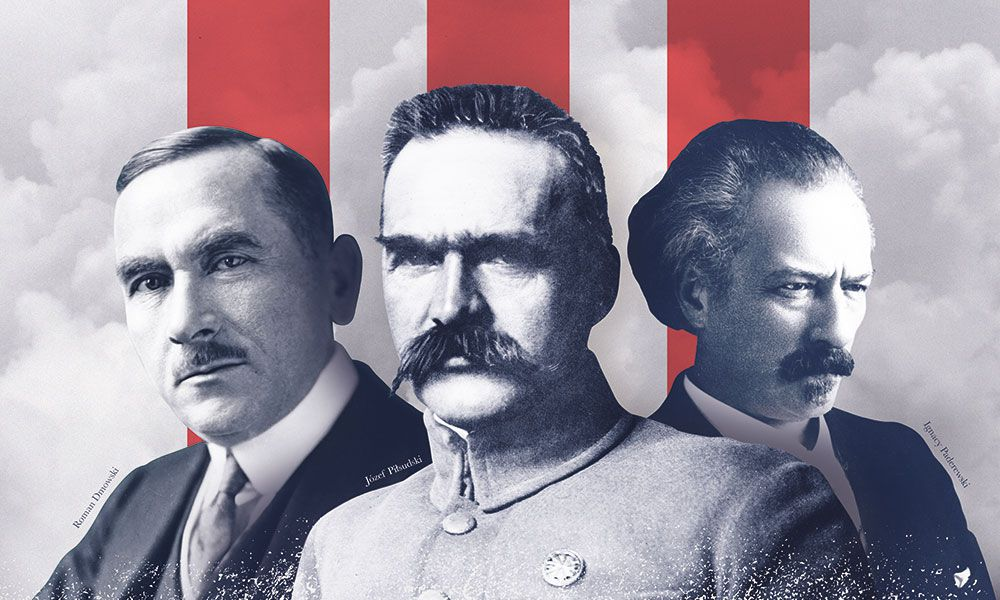 Roman Dmowski
Józef Piłsudski
Ignacy Paderewski